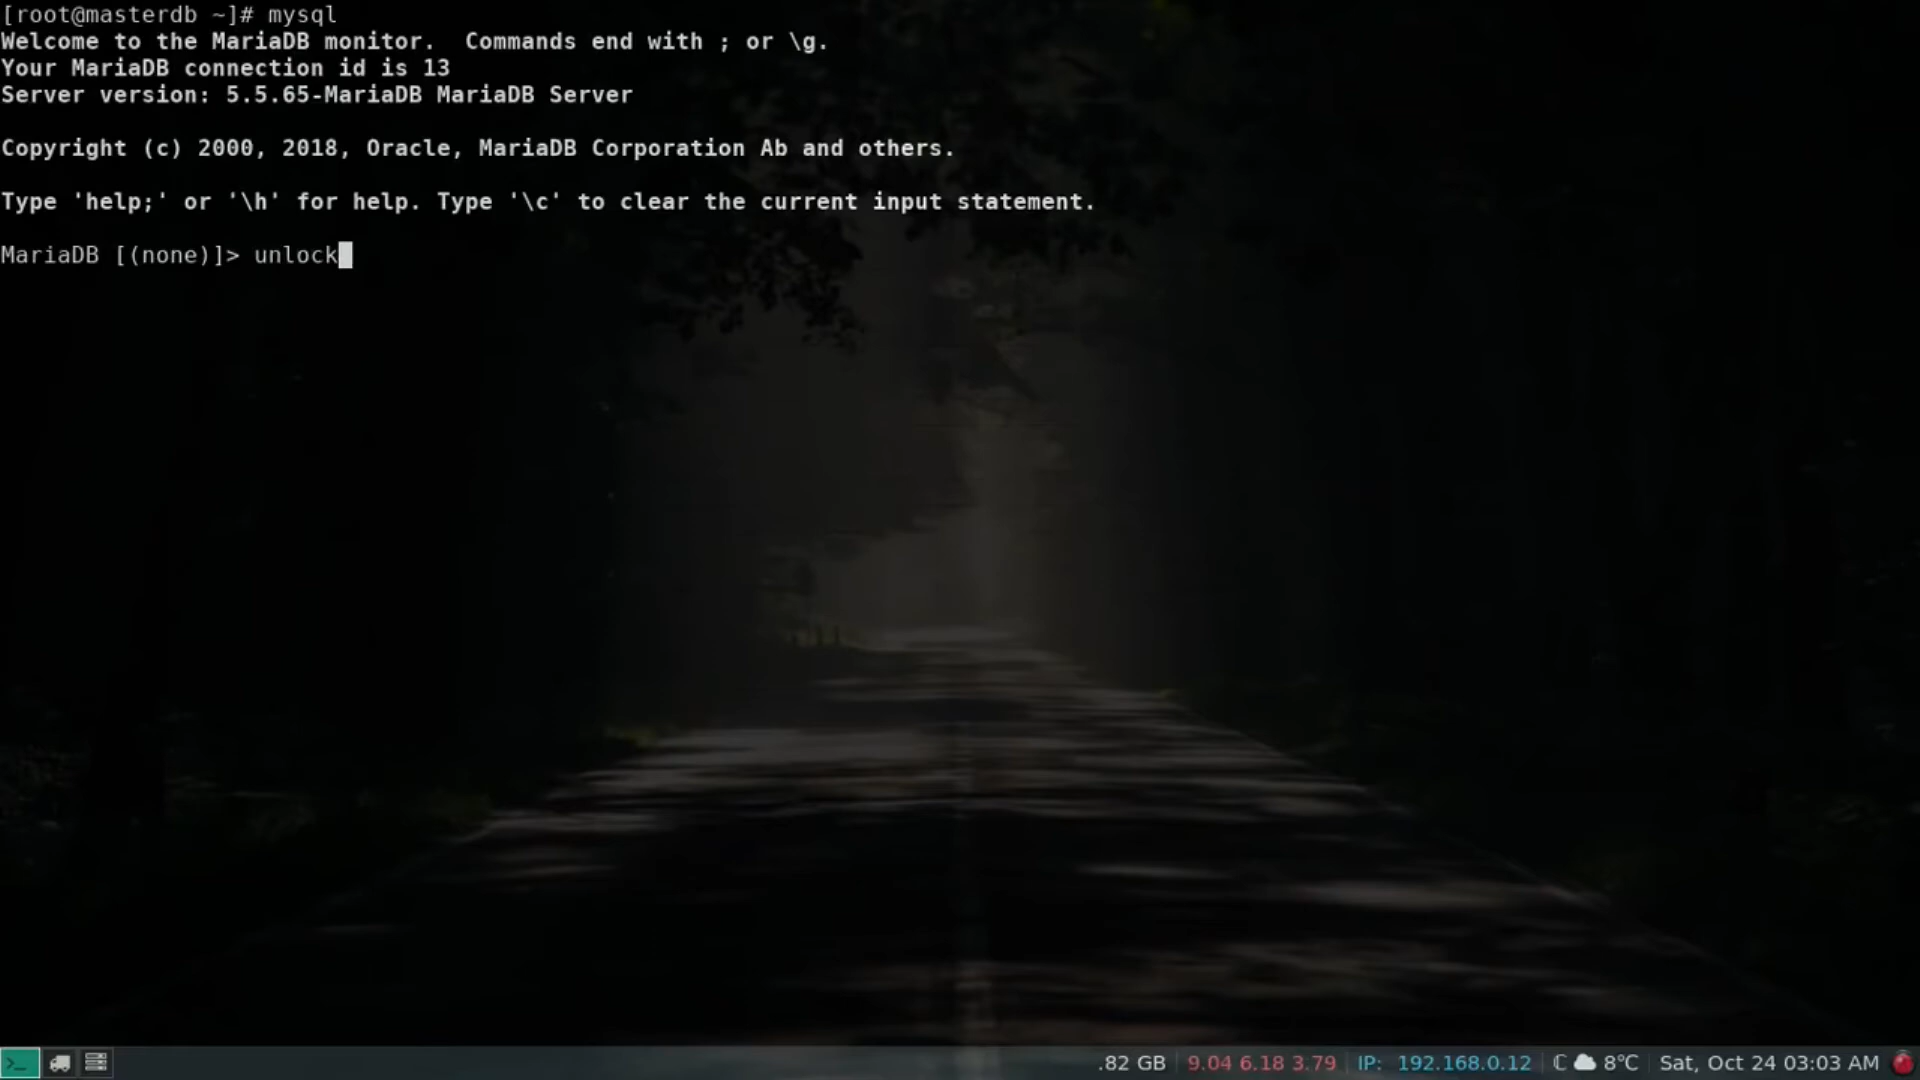 [root@masterdb ~]# mysql
Welcome to the MariaDB monitor.  Commands end with ; or \g.
Your MariaDB connection id is 13
Server version: 5.5.65-MariaDB MariaDB Server
Copyright (c) 2000, 2018, Oracle, MariaDB Corporation Ab and others.
Type 'help;' or '\h' for help. Type '\c' to clear the current input statement.
MariaDB [(none)]> unlock
.82 GB 9.04 6.18 3.79 IP: 192.168.0.12 8°C Sat, Oct 24 03:03 AM